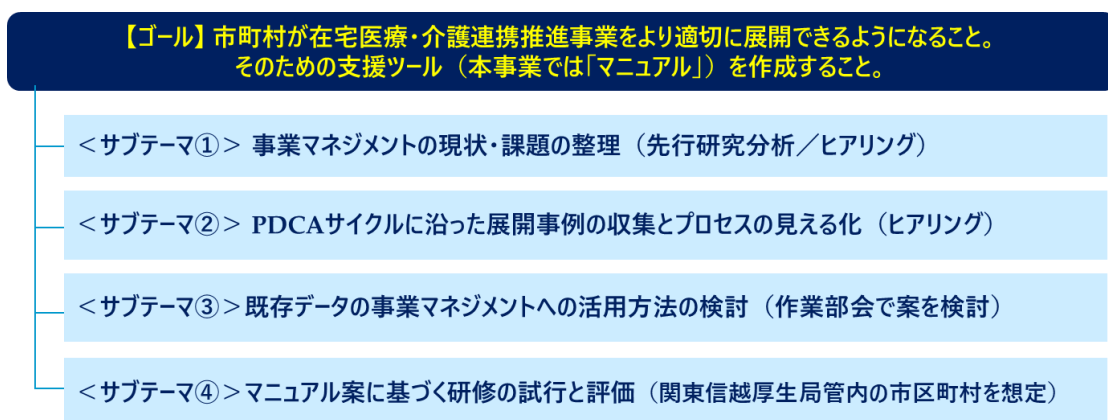 【ゴール】市町村が在宅医療・介護連携推進事業をより適切に展開できるようになること。
そのための支援ツール（本事業では「マニュアル」）を作成すること。
＜サブテーマ①＞ 事業マネジメントの現状・課題の整理（先行研究分析／ヒアリング）
＜サブテーマ②＞ PDCAサイクルに沿った展開事例の収集とプロセスの見える化（ヒアリング）
＜サブテーマ③＞既存データの事業マネジメントへの活用方法の検討（作業部会で案を検討）
＜サブテーマ④＞マニュアル案に基づく研修の試行と評価（関東信越厚生局管内の市区町村を想定）